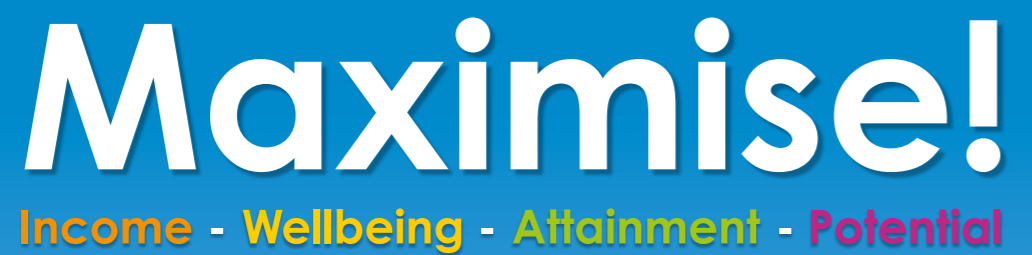 Maximise!
Income - Wellbeing - Attainment - Potential